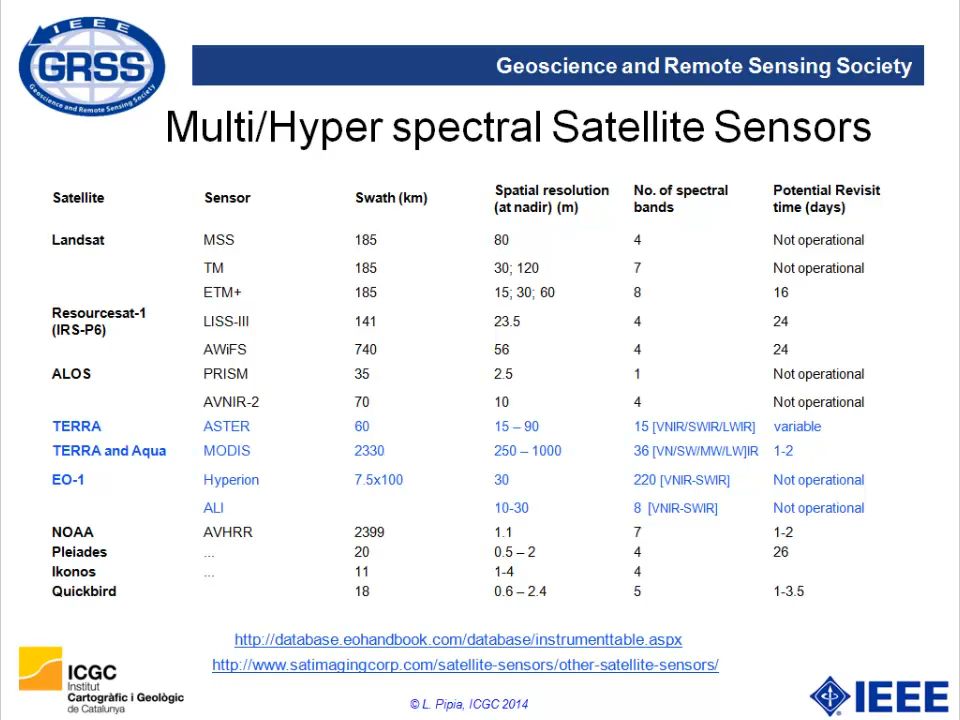 IEEE
GRSS
Geoscience and Remote Sensing Society
Geoscience and Remote Sensing Society
Multi/Hyper spectral Satellite Sensors
Satellite Sensor Swath (km) Spatial resolution (at nadir) (m) No. of spectral bands Potential Revisit time (days)
Landsat MSS 185 80 4 Not operational
TM 185 30; 120 7 Not operational
ETM+ 185 15; 30; 60 8 16
Resourcesat-1 (IRS-P6) LISS-III 141 23.5 4 24
AWiFS 740 56 4 24
ALOS PRISM 35 2.5 1 Not operational
AVNIR-2 70 10 4 Not operational
TERRA ASTER 60 15 – 90 15 [VNIR/SWIR/LWIR] variable
TERRA and Aqua MODIS 2330 250 – 1000 36 [VN/SW/MW/LW]IR 1-2
EO-1 Hyperion 7.5x100 30 220 [VNIR-SWIR] Not operational
ALI 10-30 8 [VNIR-SWIR] Not operational
NOAA AVHRR 2399 1.1 7 1-2
Pleiades ... 20 0.5 – 2 4 26
Ikonos ... 11 1-4 4
Quickbird 18 0.6 – 2.4 5 1-3.5
http://database.eohandbook.com/database/instrumenttable.aspx
http://www.satimagingcorp.com/satellite-sensors/other-satellite-sensors/
ICGC
Institut
Cartogràfic i Geològic
de Catalunya
© L. Pipia, ICGC 2014
IEEE